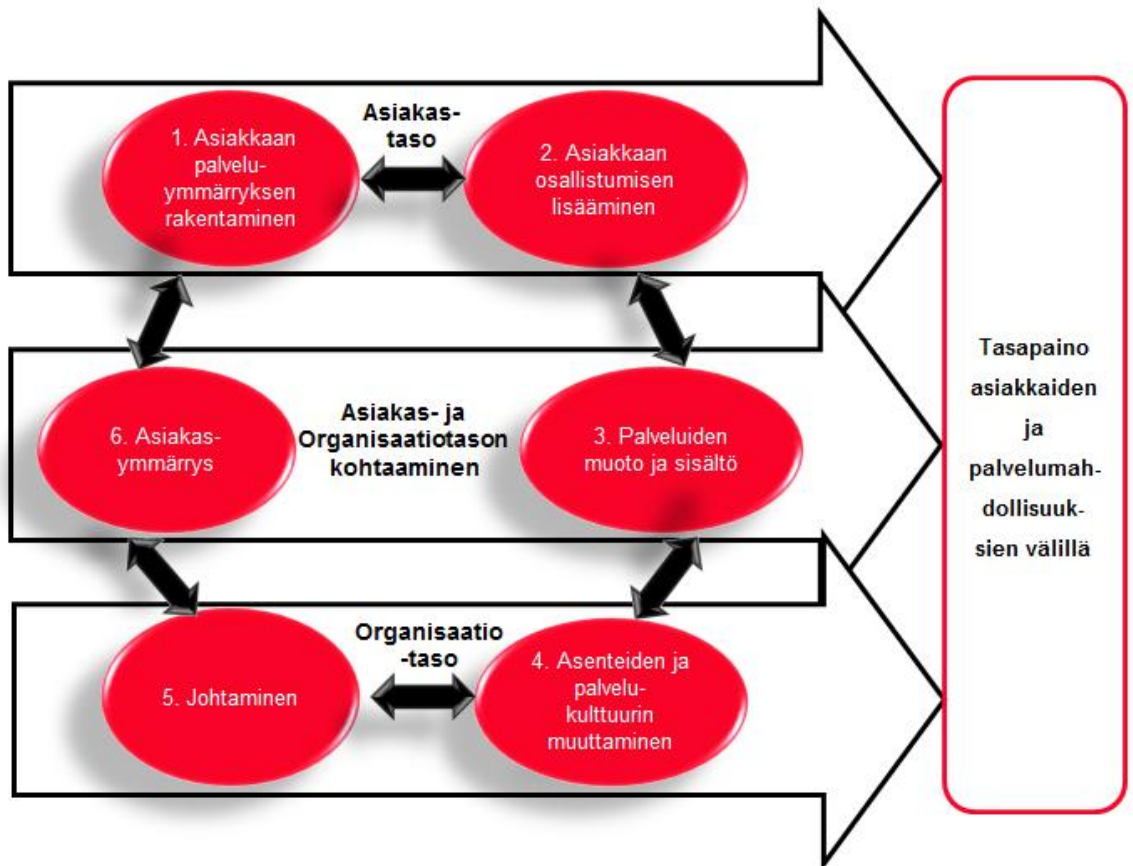 1. Asiakkaan
palvelu-
ymmärryksen
rakentaminen
Asiakas-
taso
2. Asiakkaan
osallistumisen
lisääminen
6. Asiakas-
ymmärrys
Asiakas- ja
Organisaatiotason
kohtaaminen
3. Palveluiden
muoto ja sisältö
5. Johtaminen
Organisaatio
-taso
4. Asenteiden ja
palvelu-
kulttuurin
muuttaminen
Tasapaino
asiakkaiden
ja
palvelumah-
dollisuuk-
sien välillä